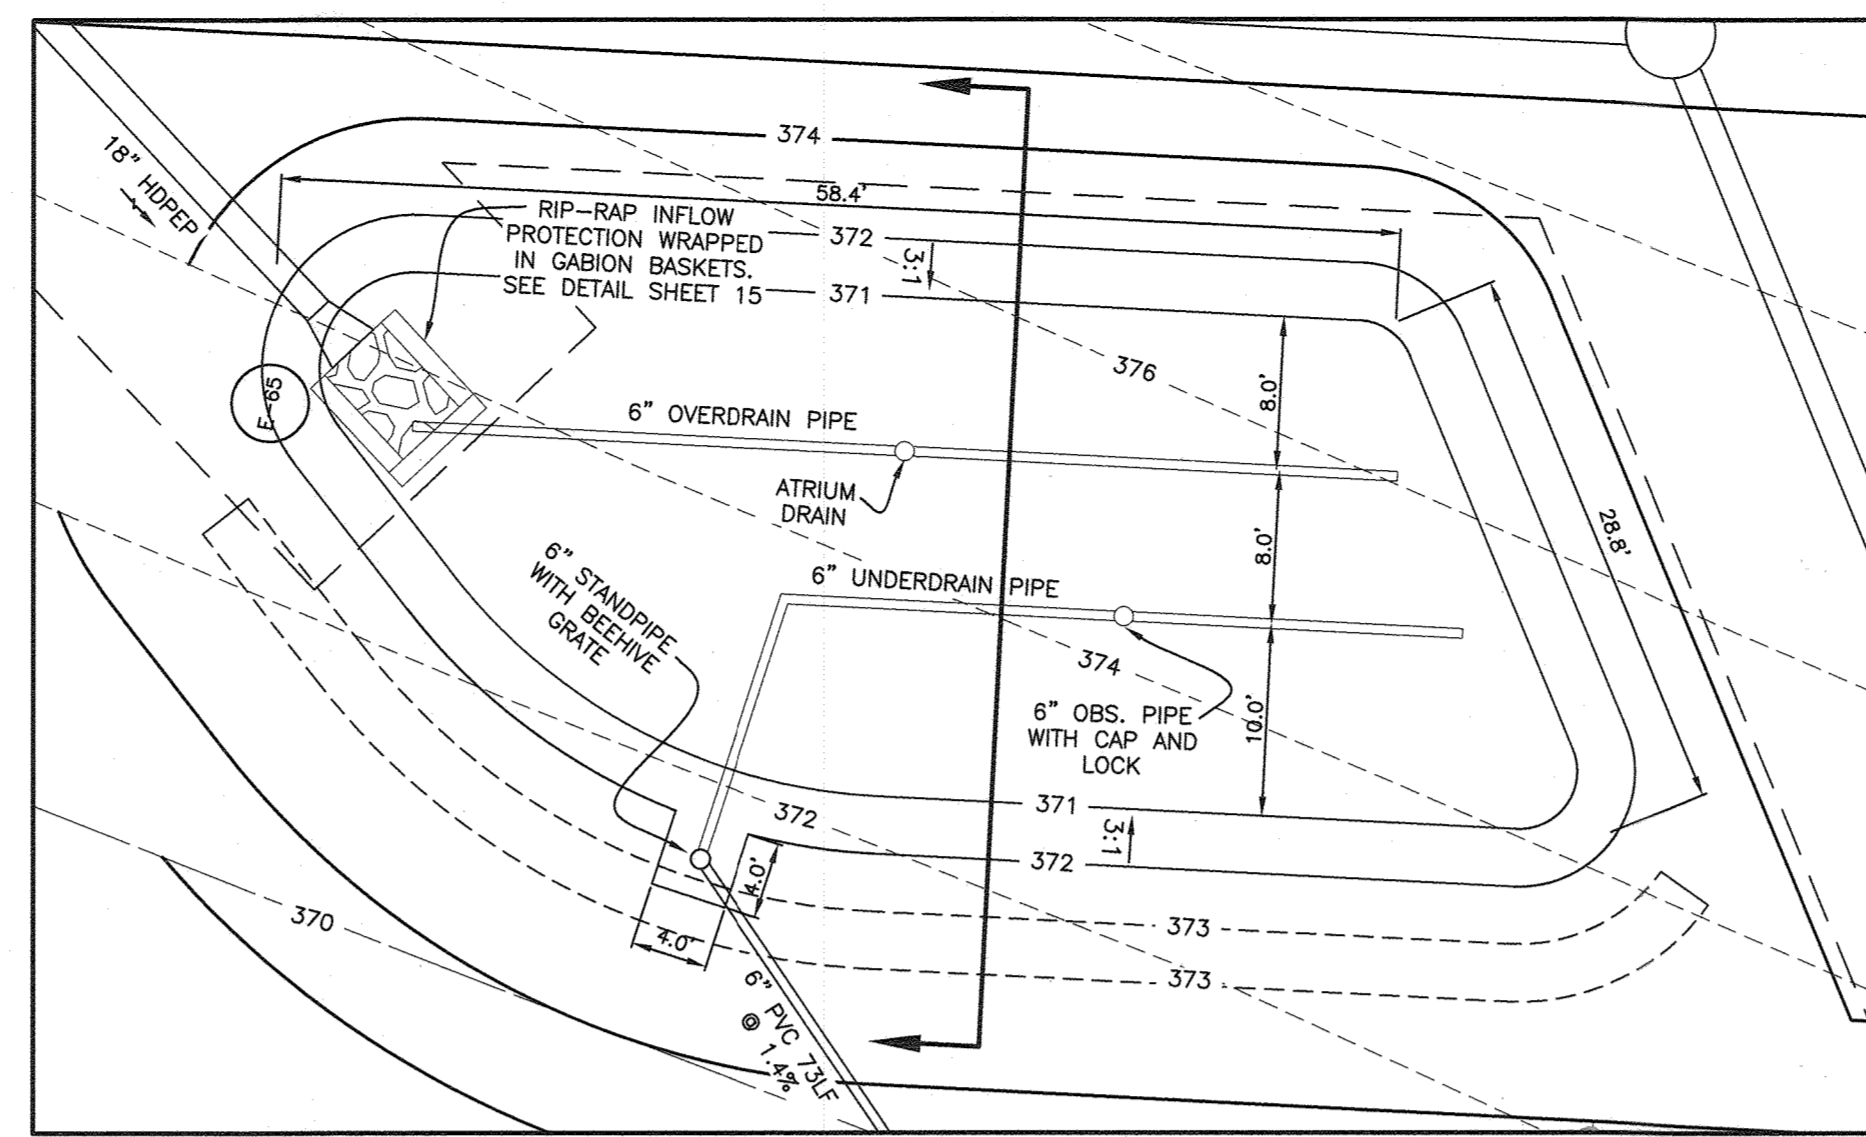 374
18" HDPEP
58.4'
RIP-RAP INFLOW
PROTECTION WRAPPED
IN GABION BASKETS.
SEE DETAIL SHEET 15
372
3:1
371
376
8.0'
E-65
6" OVERDRAIN PIPE
ATRIUM
DRAIN
28.8'
8.0'
6" STANDPIPE
WITH BEEHIVE
GRATE
6" UNDERDRAIN PIPE
374
6" OBS. PIPE
WITH CAP AND
LOCK
10.0'
371
372
3:1
372
4.0'
370
4.0'
373
373
6" PVC 73LF
@ 1.4%